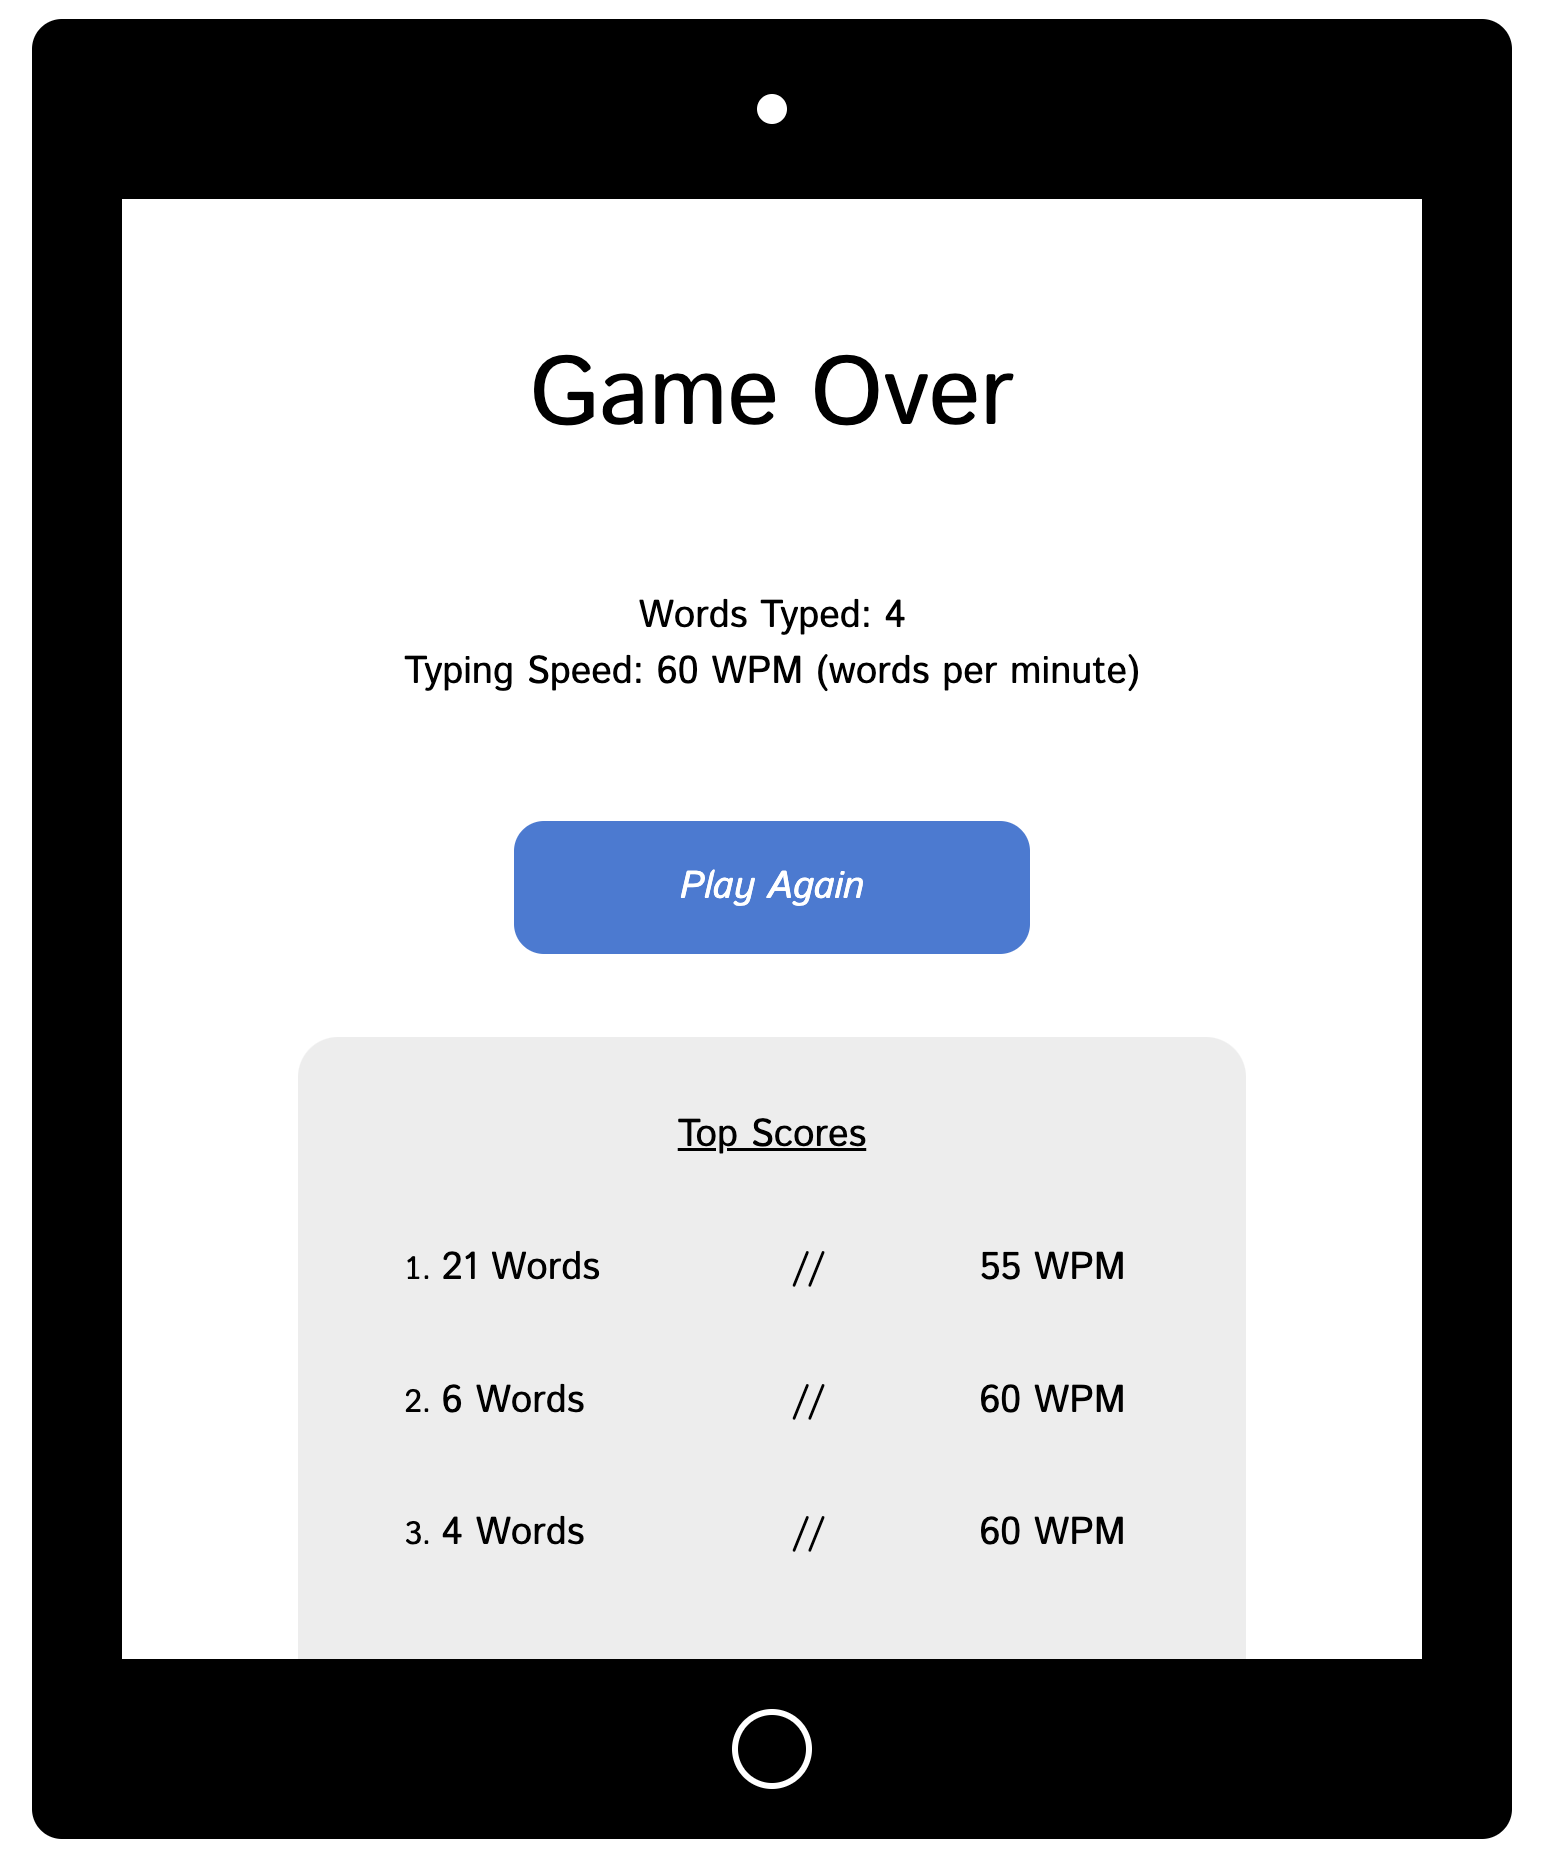 Game Over
Words Typed: 4
Typing Speed: 60 WPM (words per minute)
Play Again
Top Scores
1. 21 Words // 55 WPM
2. 6 Words // 60 WPM
3. 4 Words // 60 WPM